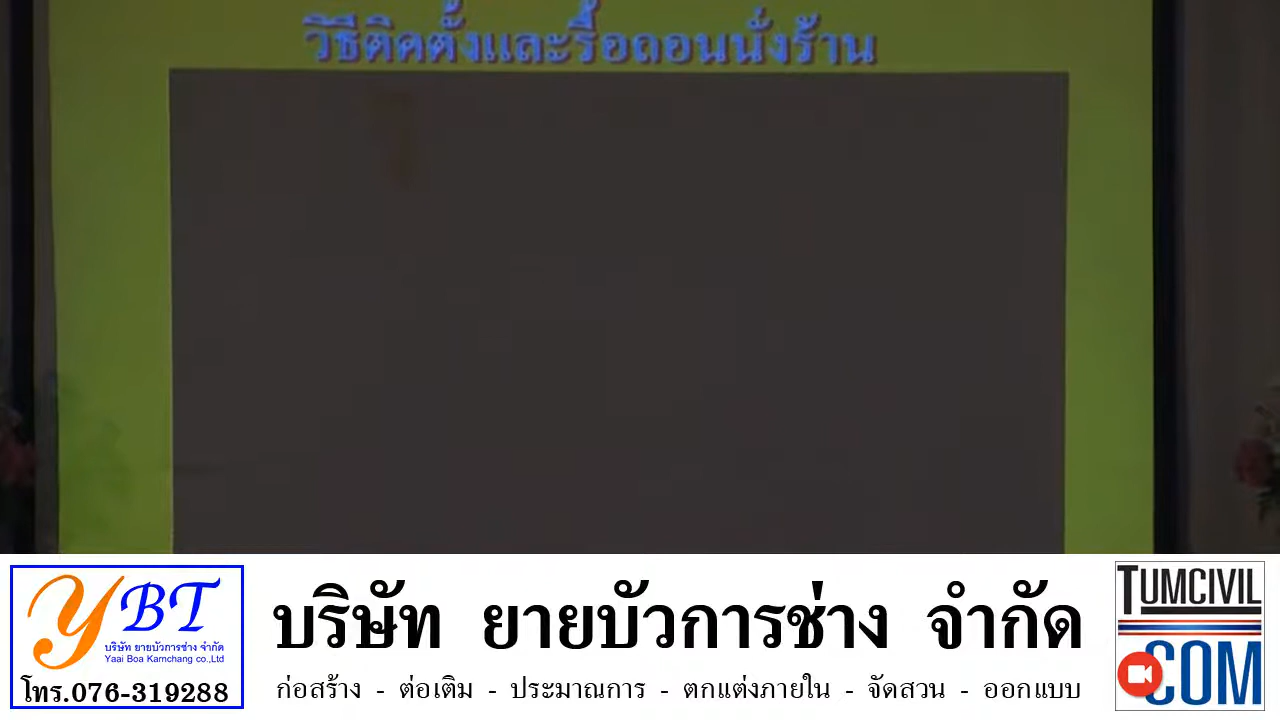 วิธีติดตั้งและรื้อถอนนั่งร้าน
YBT
บริษัท ยายบัวการช่าง จำกัด
Yaai Boa Kamchang co.,Ltd
โทร.076-319288
บริษัท ยายบัวการช่าง จำกัด
ก่อสร้าง - ต่อเติม - ประมาณการ - ตกแต่งภายใน - จัดสวน - ออกแบบ
TUMCIVIL
.COM